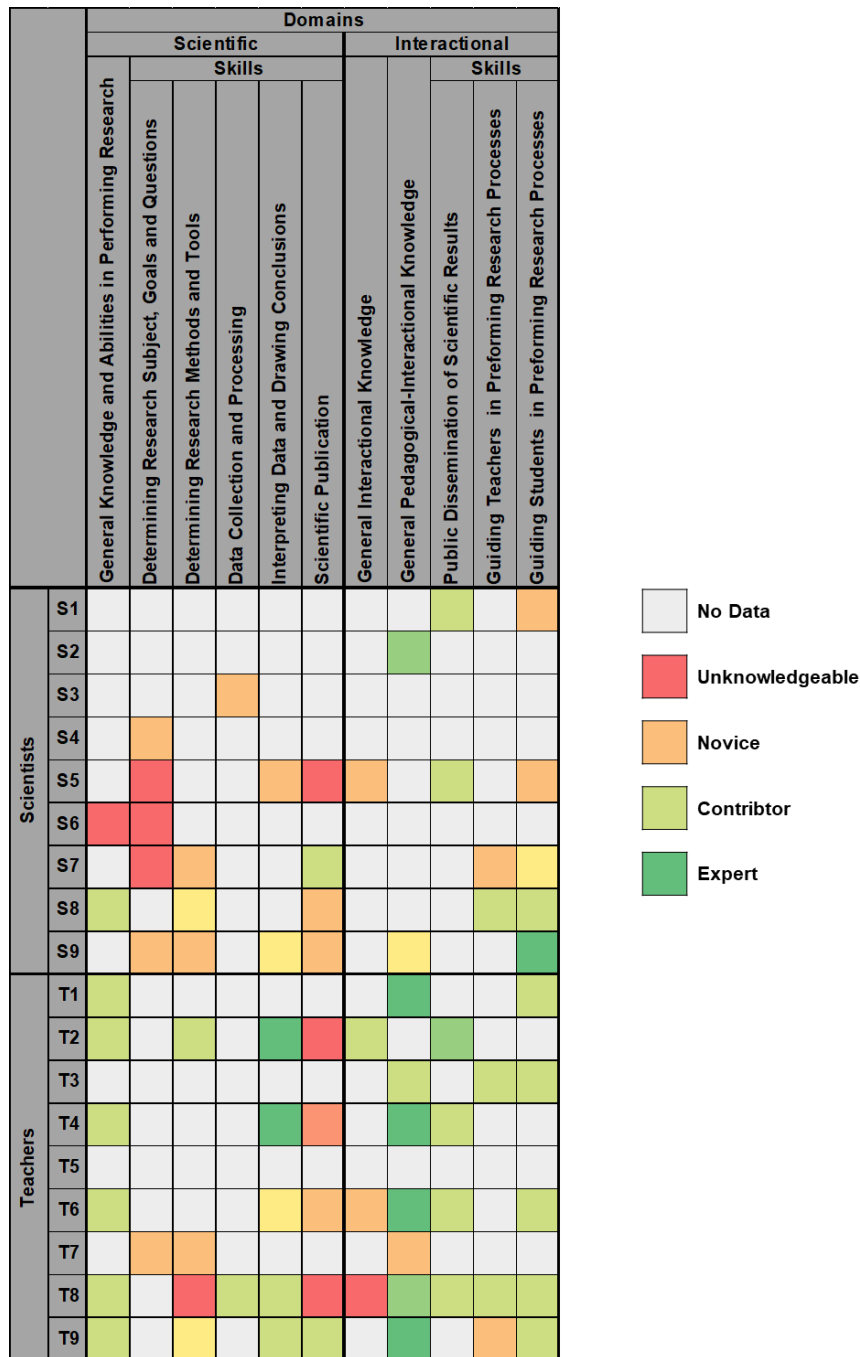 Domains
Scientific
Interactional
Skills
Skills
General Knowledge and Abilities in Performing Research
Determining Research Subject, Goals and Questions
Determining Research Methods and Tools
Data Collection and Processing
Interpreting Data and Drawing Conclusions
Scientific Publication
General Interactional Knowledge
General Pedagogical-Interactional Knowledge
Public Dissemination of Scientific Results
Guiding Teachers in Preforming Research Processes
Guiding Students in Preforming Research Processes
Scientists
S1
S2
S3
S4
S5
S6
S7
S8
S9
Teachers
T1
T2
T3
T4
T5
T6
T7
T8
T9
No Data
Unknowledgeable
Novice
Contribtor
Expert